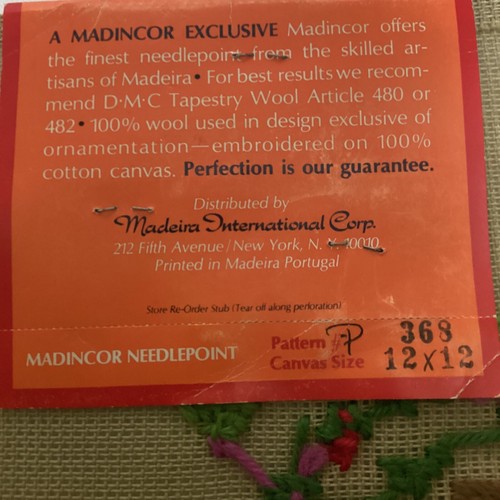 A MADINCOR EXCLUSIVE Madincor offers
the finest needlepoint from the skilled ar-
tisans of Madeira• For best results we recom-
mend D·M·C Tapestry Wool Article 480 or
482• 100% wool used in design exclusive of
ornamentation—embroidered on 100%
cotton canvas. Perfection is our guarantee.
Distributed by
Madeira International Corp.
212 Fifth Avenue/New York, N. Y. 10010
Printed in Madeira Portugal
Store Re-Order Stub (Tear off along perforation)
MADINCOR NEEDLEPOINT
Pattern # P 368
Canvas Size 12x12